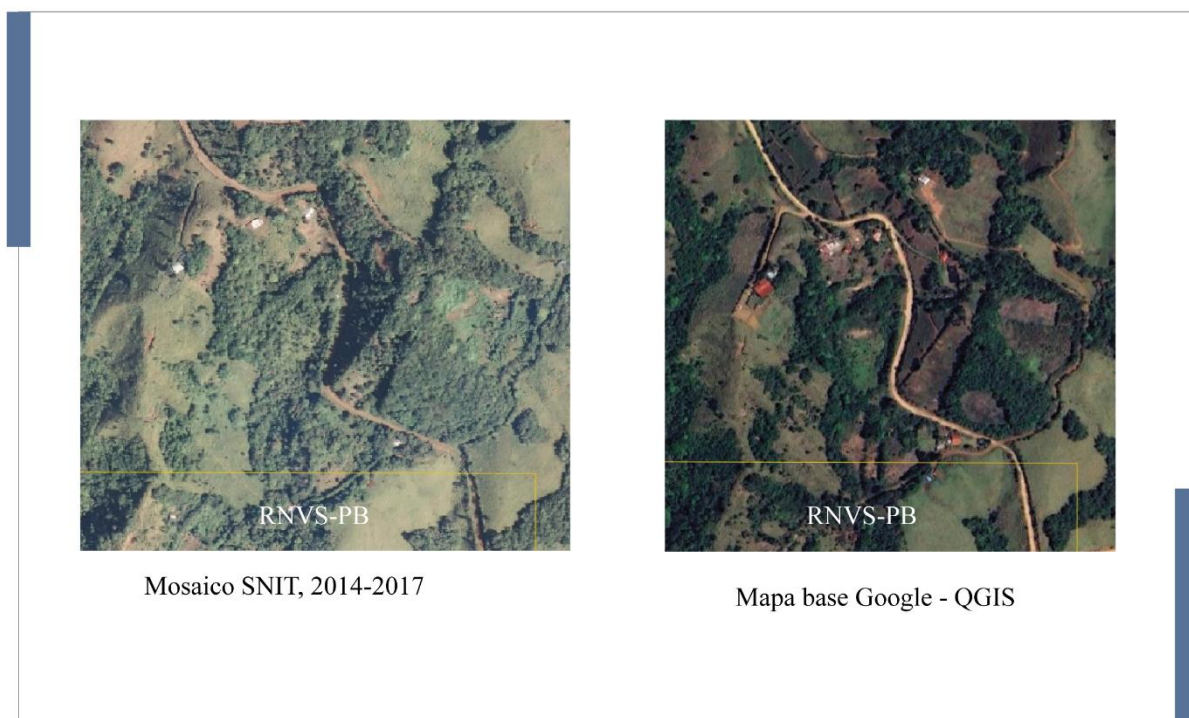 RNVS-PB
RNVS-PB
Mosaico SNIT, 2014-2017
Mapa base Google - QGIS